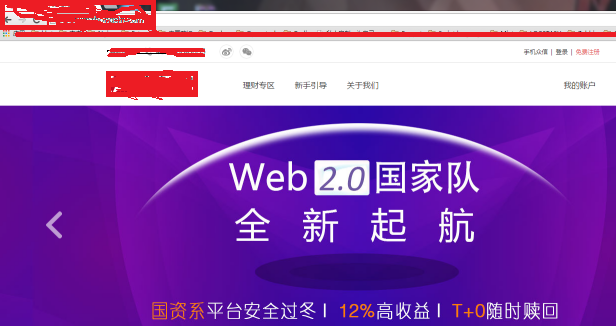 手机众信 | 登录 | 免费注册
理财专区 新手引导 关于我们 我的账户
Web 2.0 国家队
全新起航
国资系平台安全过冬 | 12%高收益 | T+0随时赎回